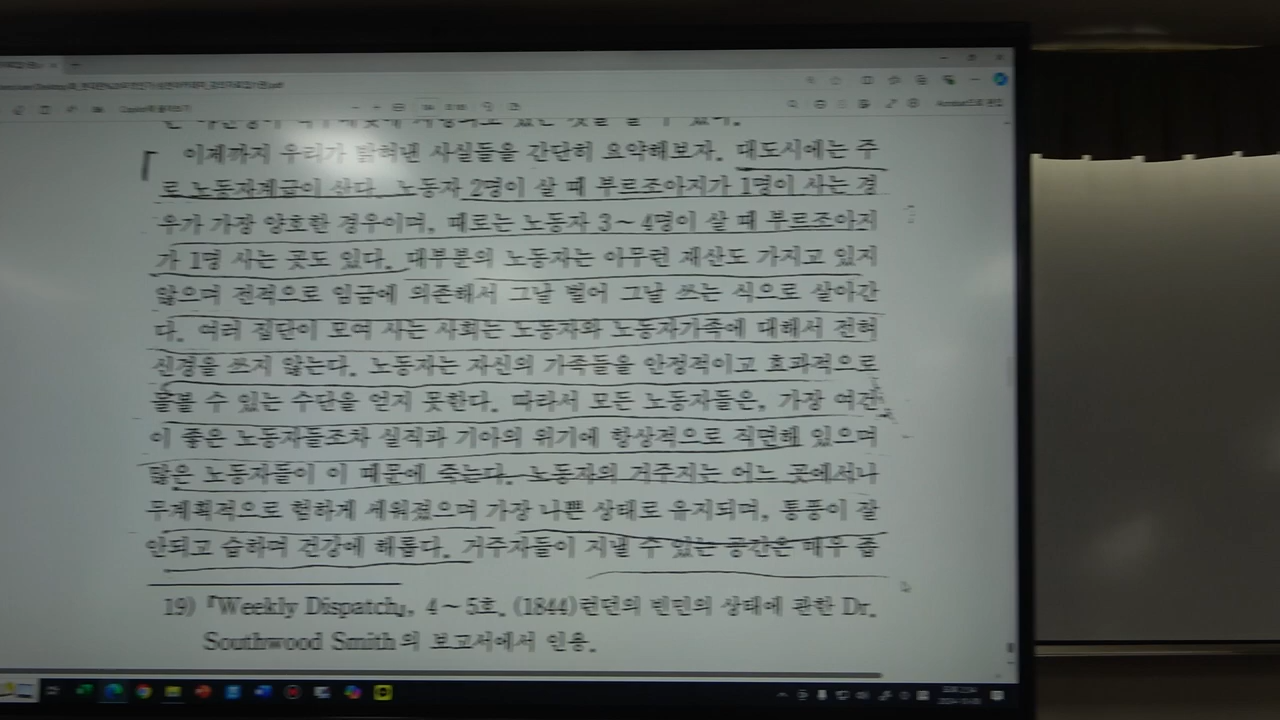 이제까지 우리가 밝혀낸 사실들을 간단히 요약해보자. 대도시에는 주
로 노동자계급이 산다. 노동자 2명이 살 때 부르조아지가 1명이 사는 경
우가 가장 양호한 경우이며, 때로는 노동자 3~4명이 살 때 부르조아지
가 1명 사는 곳도 있다. 대부분의 노동자는 아무런 재산도 가지고 있지
않으며 전적으로 임금에 의존해서 그날 벌어 그날 쓰는 식으로 살아간
다. 여러 집단이 모여 사는 사회는 노동자와 노동자가족에 대해서 전혀
신경을 쓰지 않는다. 노동자는 자신의 가족들을 안정적이고 효과적으로
돌볼 수 있는 수단을 얻지 못한다. 따라서 모든 노동자들은, 가장 여건
이 좋은 노동자들조차 실직과 기아의 위기에 항상적으로 직면해 있으며
많은 노동자들이 이 때문에 죽는다. 노동자의 거주지는 어느 곳에서나
무계획적으로 험하게 세워졌으며 가장 나쁜 상태로 유지되며, 통풍이 잘
안되고 습하며 건강에 해롭다. 거주자들이 지낼 수 있는 공간은 매우 좁
19) 『Weekly Dispatch』, 4~5호. (1844)런던의 빈민의 상태에 관한 Dr.
Southwood Smith의 보고서에서 인용.